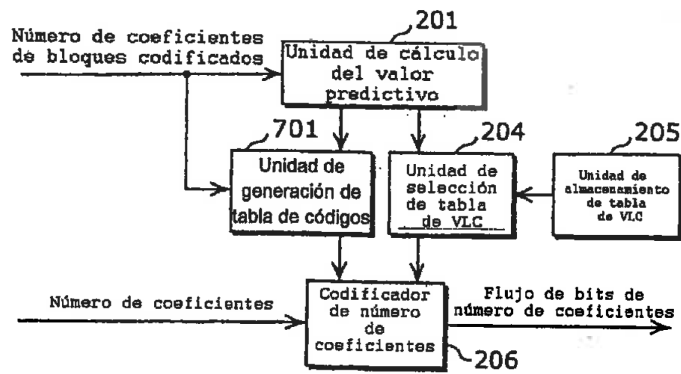 201
Número de coeficientes
de bloques codificados
Unidad de cálculo
del valor
predictivo
701
204
205
Unidad de
generación de
tabla de códigos
Unidad de
selección
de tabla
de VLC
Unidad de
almacenamiento
de tabla
de VLC
Número de coeficientes
Codificador
de número
de
coeficientes
Flujo de bits de
número de coeficientes
206